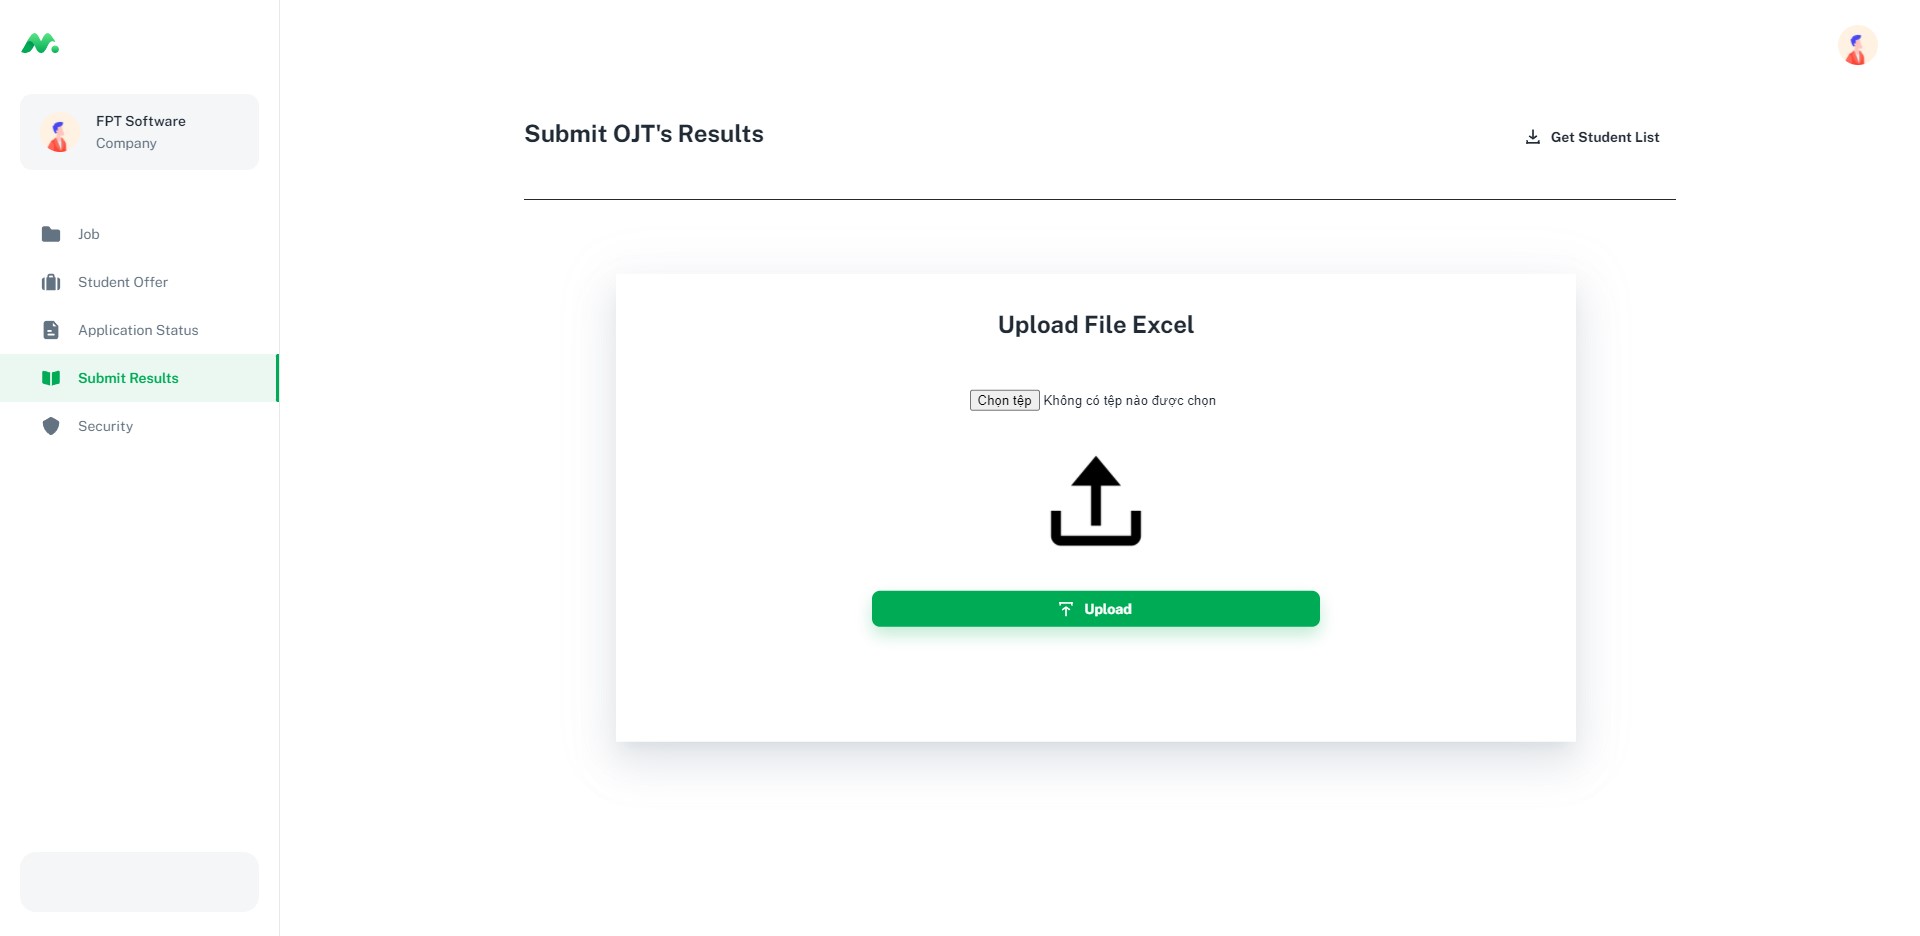 FPT Software
Company
Job
Student Offer
Application Status
Submit Results
Security
Submit OJT's Results
Get Student List
Upload File Excel
Chọn tệp Không có tệp nào được chọn
Upload